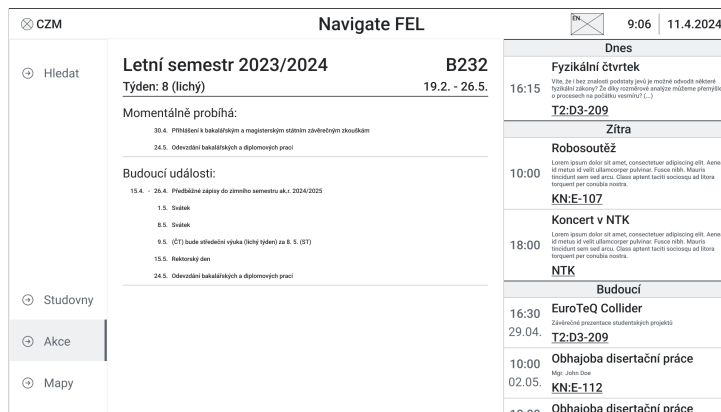 CZM
Navigate FEL
EN
9:06
11.4.2024
Hledat
Studovny
Akce
Mapy
Letní semestr 2023/2024
B232
Týden: 8 (lichý)
19.2. - 26.5.
Momentálně probíhá:
30.4. Přihlášení k bakalářským a magisterským státním závěrečným zkouškám
24.5. Odevzdání bakalářských a diplomových prací
Budoucí události:
15.4. - 26.4. Předběžné zápisy do zimního semestru ak.r. 2024/2025
1.5. Svátek
8.5. Svátek
9.5. (ČT) bude středeční výuka (lichý týden) za 8. 5. (ST)
15.5. Rektorský den
24.5. Odevzdání bakalářských a diplomových prací
Dnes
Fyzikální čtvrtek
16:15
Víte, že i bez znalosti podstaty jevů je možné odvodit některé
fyzikální zákony? Že díky rozměrové analýze můžeme přemýšle
o procesech na počátku vesmíru? (...)
T2:D3-209
Zítra
Robosoutěž
10:00
Lorem ipsum dolor sit amet, consectetuer adipiscing elit. Aene
id metus id velit ullamcorper pulvinar. Fusce nibh. Mauris
tincidunt sem sed arcu. Class aptent taciti sociosqu ad litora
torquent per conubia nostra.
KN:E-107
Koncert v NTK
18:00
Lorem ipsum dolor sit amet, consectetuer adipiscing elit. Aene
id metus id velit ullamcorper pulvinar. Fusce nibh. Mauris
tincidunt sem sed arcu. Class aptent taciti sociosqu ad litora
torquent per conubia nostra.
NTK
Budoucí
EuroTeQ Collider
16:30
29.04.
Závěrečné prezentace studentských projektů
T2:D3-209
Obhajoba disertační práce
10:00
02.05.
Mgr. John Doe
KN:E-112
Obhajoba disertační práce